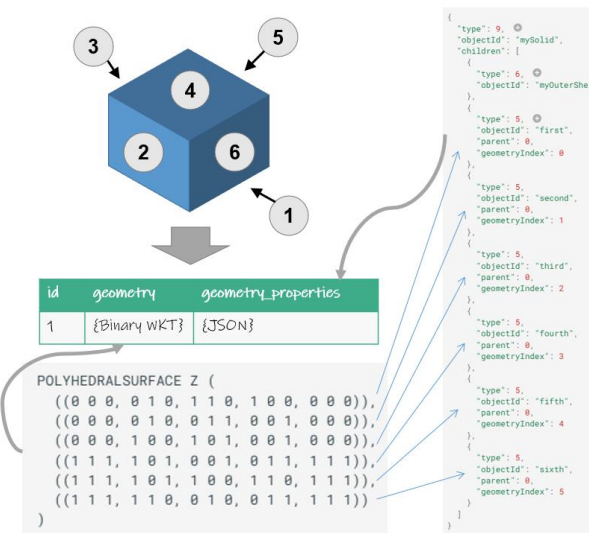 3
5
4
2
6
1
id geometry geometry_properties
1 {Binary WKT} {JSON}
POLYHEDRALSURFACE Z (
((0 0 0, 0 1 0, 1 1 0, 1 0 0, 0 0 0)),
((0 0 0, 0 1 0, 0 1 1, 0 0 1, 0 0 0)),
((0 0 0, 1 0 0, 1 0 1, 0 0 1, 0 0 0)),
((1 1 1, 1 0 1, 0 0 1, 0 1 1, 1 1 1)),
((1 1 1, 1 0 1, 1 0 0, 1 1 0, 1 1 1)),
((1 1 1, 1 1 0, 0 1 0, 0 1 1, 1 1 1))
)
{
"type": 9,
"objectId": "mySolid",
"children": [
{
"type": 6,
"objectId": "myOuterShe
},
{
"type": 5,
"objectId": "first",
"parent": 0,
"geometryIndex": 0
},
{
"type": 5,
"objectId": "second",
"parent": 0,
"geometryIndex": 1
},
{
"type": 5,
"objectId": "third",
"parent": 0,
"geometryIndex": 2
},
{
"type": 5,
"objectId": "fourth",
"parent": 0,
"geometryIndex": 3
},
{
"type": 5,
"objectId": "fifth",
"parent": 0,
"geometryIndex": 4
},
{
"type": 5,
"objectId": "sixth",
"parent": 0,
"geometryIndex": 5
}
]
}